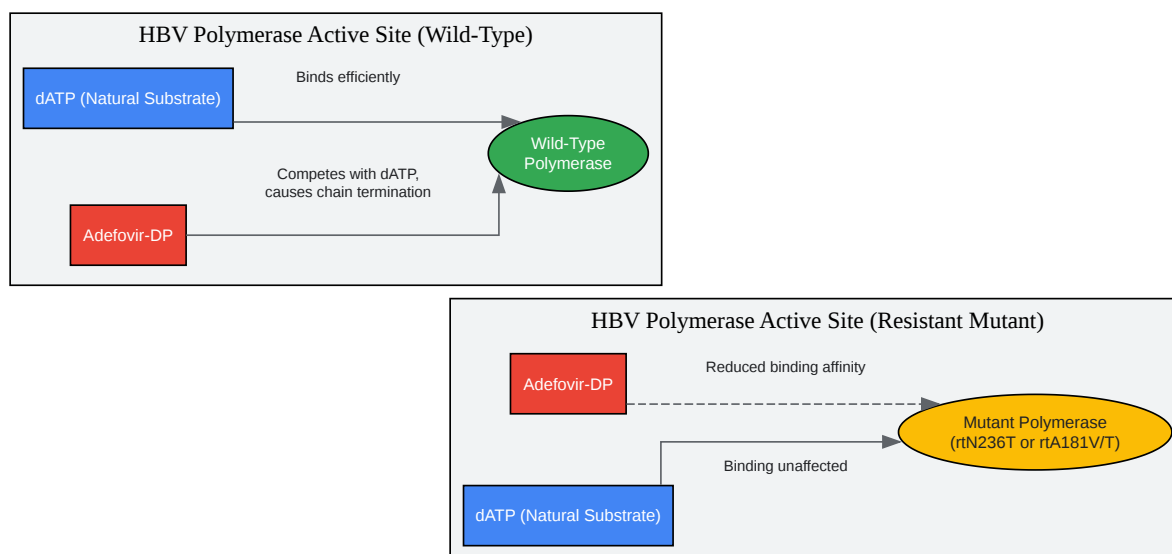 HBV Polymerase Active Site (Wild-Type)
dATP (Natural Substrate)
Binds efficiently
Wild-Type
Polymerase
Competes with dATP,
causes chain termination
Adefovir-DP
HBV Polymerase Active Site (Resistant Mutant)
Adefovir-DP
Reduced binding affinity
Mutant Polymerase
(rtN236T or rtA181V/T)
Binding unaffected
dATP (Natural Substrate)